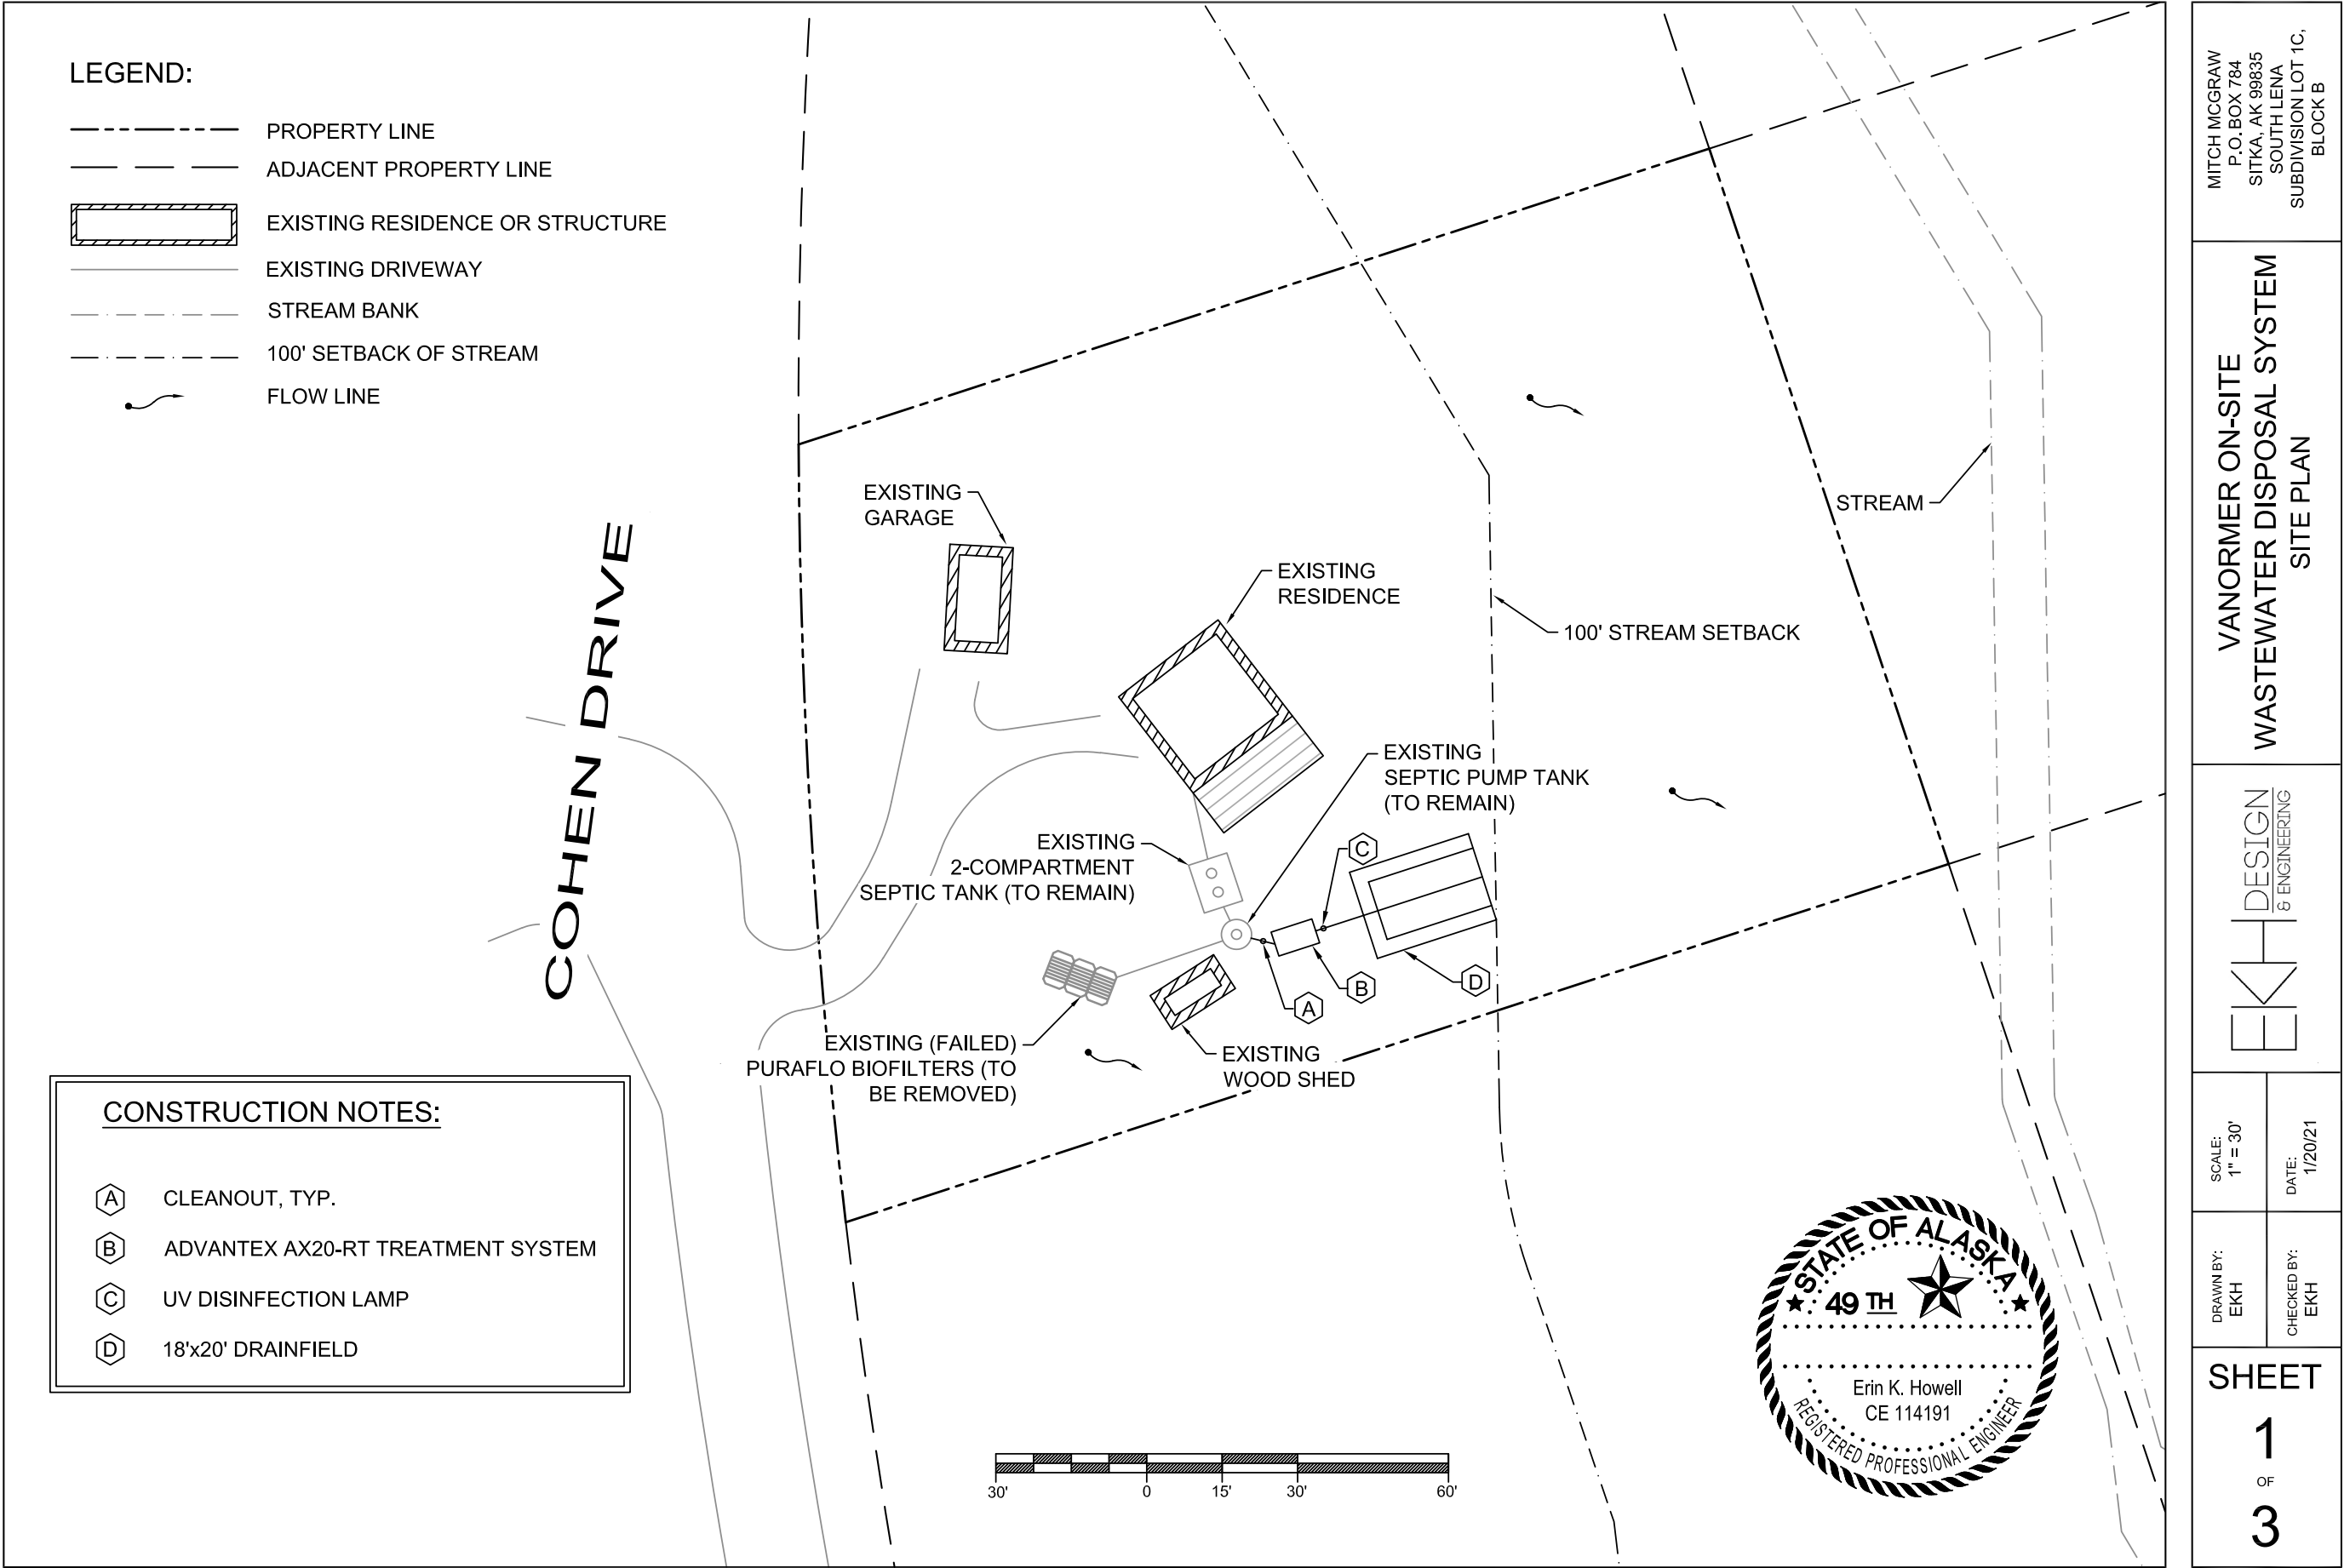 LEGEND:
PROPERTY LINE
ADJACENT PROPERTY LINE
EXISTING RESIDENCE OR STRUCTURE
EXISTING DRIVEWAY
STREAM BANK
100' SETBACK OF STREAM
FLOW LINE
COHEN DRIVE
EXISTING
GARAGE
EXISTING
RESIDENCE
STREAM
100' STREAM SETBACK
EXISTING
SEPTIC PUMP TANK
(TO REMAIN)
EXISTING
2-COMPARTMENT
SEPTIC TANK (TO REMAIN)
C
D
B
A
EXISTING (FAILED)
PURAFLO BIOFILTERS (TO
BE REMOVED)
EXISTING
WOOD SHED
CONSTRUCTION NOTES:
A CLEANOUT, TYP.
B ADVANTEX AX20-RT TREATMENT SYSTEM
C UV DISINFECTION LAMP
D 18'x20' DRAINFIELD
30' 0 15' 30' 60'
STATE OF ALASKA
49 TH
Erin K. Howell
CE 114191
REGISTERED PROFESSIONAL ENGINEER
MITCH MCGRAW
P.O. BOX 784
SITKA, AK 99835
SOUTH LENA
SUBDIVISION LOT 1C,
BLOCK B
VANORMER ON-SITE
WASTEWATER DISPOSAL SYSTEM
SITE PLAN
EKH DESIGN
& ENGINEERING
SCALE:
1" = 30'
DATE:
1/20/21
DRAWN BY:
EKH
CHECKED BY:
EKH
SHEET
1
OF
3